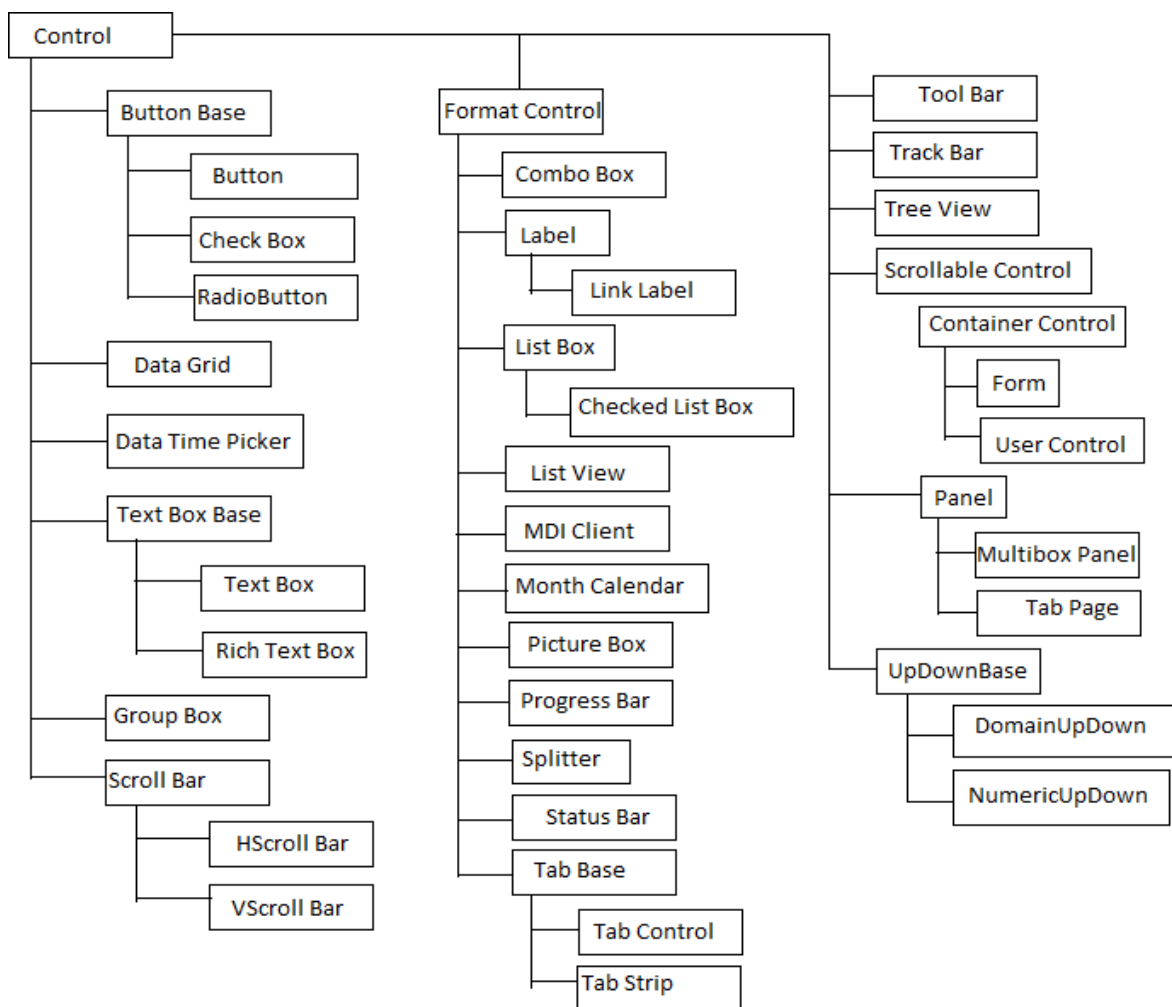 Control
Button Base
Button
Check Box
RadioButton
Data Grid
Data Time Picker
Text Box Base
Text Box
Rich Text Box
Group Box
Scroll Bar
HScroll Bar
VScroll Bar
Format Control
Combo Box
Label
Link Label
List Box
Checked List Box
List View
MDI Client
Month Calendar
Picture Box
Progress Bar
Splitter
Status Bar
Tab Base
Tab Control
Tab Strip
Tool Bar
Track Bar
Tree View
Scrollable Control
Container Control
Form
User Control
Panel
Multibox Panel
Tab Page
UpDownBase
DomainUpDown
NumericUpDown